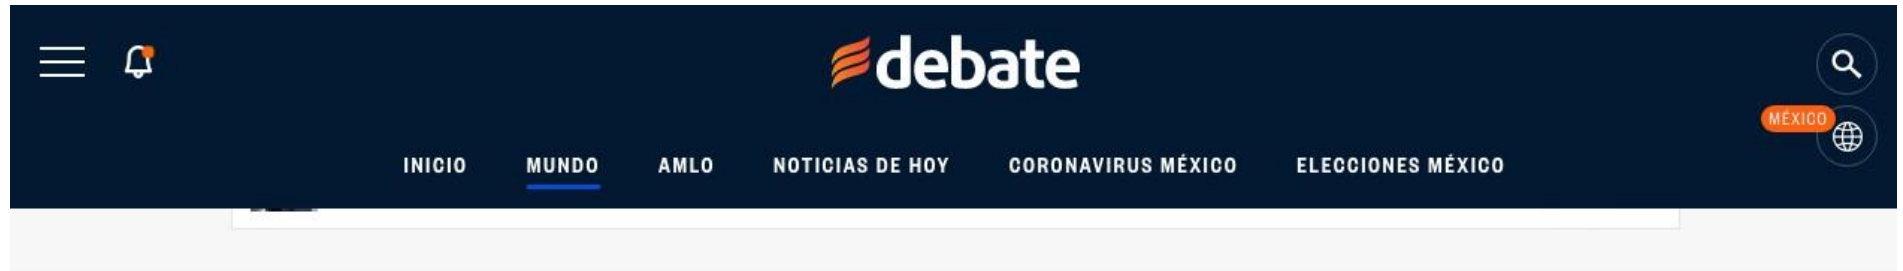 debate
MÉXICO
INICIO MUNDO AMLO NOTICIAS DE HOY CORONAVIRUS MÉXICO ELECCIONES MÉXICO